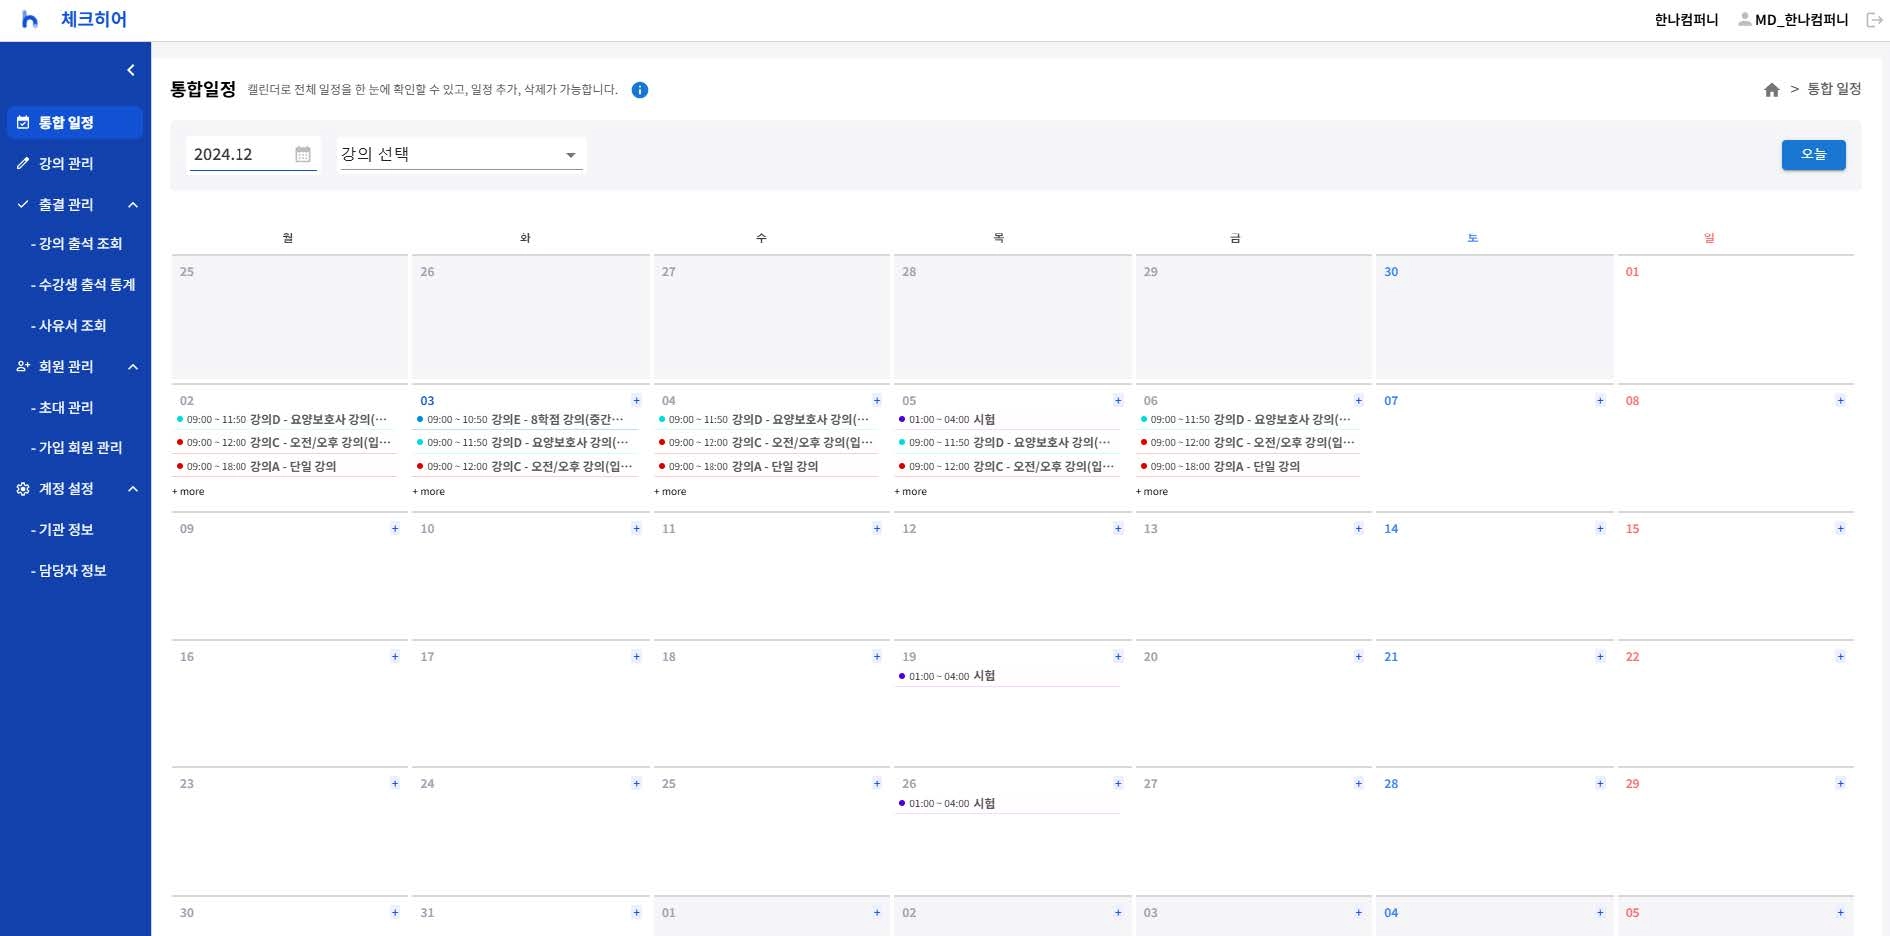 체크히어
한나컴퍼니 MD_한나컴퍼니
통합 일정
강의 관리
출결 관리
- 강의 출석 조회
- 수강생 출석 통계
- 사유서 조회
회원 관리
- 초대 관리
- 가입 회원 관리
계정 설정
- 기관 정보
- 담당자 정보
통합일정 캘린더로 전체 일정을 한 눈에 확인할 수 있고, 일정 추가, 삭제가 가능합니다.
> 통합 일정
2024.12 강의 선택 오늘
월 화 수 목 금 토 일
25 26 27 28 29 30 01
02
09:00 ~ 11:50 강의D - 요양보호사 강의(···
09:00 ~ 12:00 강의C - 오전/오후 강의(입···
09:00 ~ 18:00 강의A - 단일 강의
+ more
03 +
09:00 ~ 10:50 강의E - 8학점 강의(중간···
09:00 ~ 11:50 강의D - 요양보호사 강의(···
09:00 ~ 12:00 강의C - 오전/오후 강의(입···
+ more
04 +
09:00 ~ 11:50 강의D - 요양보호사 강의(···
09:00 ~ 12:00 강의C - 오전/오후 강의(입···
09:00 ~ 18:00 강의A - 단일 강의
+ more
05 +
01:00 ~ 04:00 시험
09:00 ~ 11:50 강의D - 요양보호사 강의(···
09:00 ~ 12:00 강의C - 오전/오후 강의(입···
+ more
06 +
09:00 ~ 11:50 강의D - 요양보호사 강의(···
09:00 ~ 12:00 강의C - 오전/오후 강의(입···
09:00 ~ 18:00 강의A - 단일 강의
+ more
07 +
08 +
09 + 10 + 11 + 12 + 13 + 14 + 15 +
16 + 17 + 18 + 19 + 20 + 21 + 22 +
01:00 ~ 04:00 시험
23 + 24 + 25 + 26 + 27 + 28 + 29 +
01:00 ~ 04:00 시험
30 + 31 + 01 + 02 + 03 + 04 + 05 +